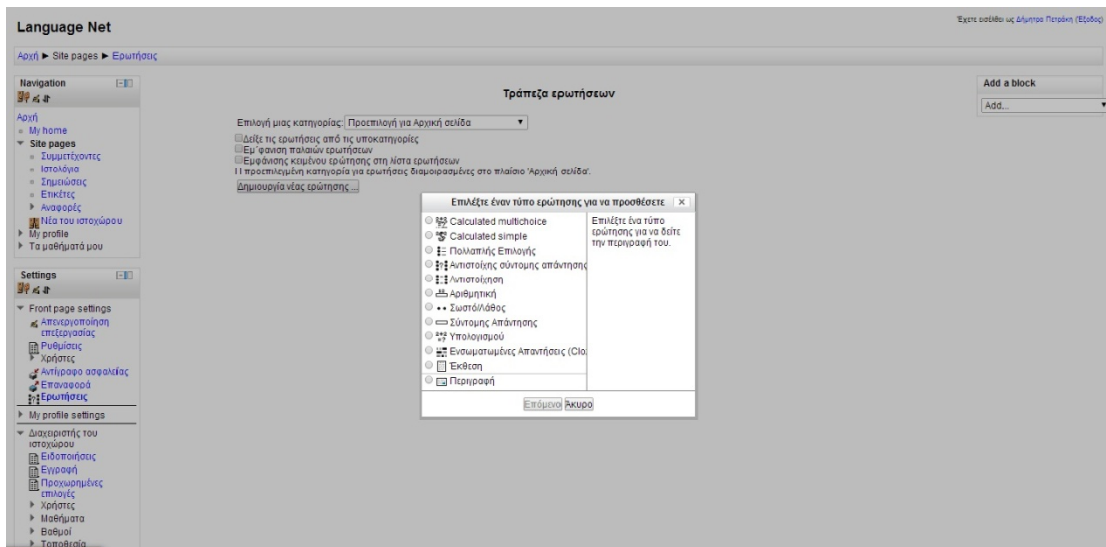 Language Net
Έχετε εισέλθει ως Δήμητρα Πετράκη (Έξοδος)
Αρχή ► Site pages ► Ερωτήσεις
Navigation
Αρχή
My home
Site pages
Συμμετέχοντες
Ιστολόγια
Σημειώσεις
Ετικέτες
Αναφορές
Νέα του ιστοχώρου
My profile
Τα μαθήματά μου
Settings
Front page settings
Απενεργοποίηση
επεξεργασίας
Ρυθμίσεις
Χρήστες
Αντίγραφο ασφαλείας
Επαναφορά
Ερωτήσεις
My profile settings
Διαχειριστής του
ιστοχώρου
Ειδοποιήσεις
Εγγραφή
Προχωρημένες
επιλογές
Χρήστες
Μαθήματα
Βαθμοί
Τοποθεσία
Τράπεζα ερωτήσεων
Επιλογή μιας κατηγορίας: Προεπιλογή για Αρχική σελίδα
Δείξε τις ερωτήσεις από τις υποκατηγορίες
Εμ΄φανιση παλαιών ερωτήσεων
Εμφάνισης κειμένου ερώτησης στη λίστα ερωτήσεων
Η προεπιλεγμένη κατηγορία για ερωτήσεις διαμοιρασμένες στο πλαίσιο 'Αρχική σελίδα'.
Δημιουργία νέας ερώτησης ...
Επιλέξτε έναν τύπο ερώτησης για να προσθέσετε
Calculated multichoice
Calculated simple
Πολλαπλής Επιλογής
Αντιστοίχης σύντομης απάντησης
Αντιστοίχηση
Αριθμητική
Σωστό/Λάθος
Σύντομης Απάντησης
Υπολογισμού
Ενσωματωμένες Απαντήσεις (Clo
Έκθεση
Περιγραφή
Επιλέξτε ένα τύπο
ερώτησης για να δείτε
την περιγραφή του.
Επόμενο Άκυρο
Add a block
Add...